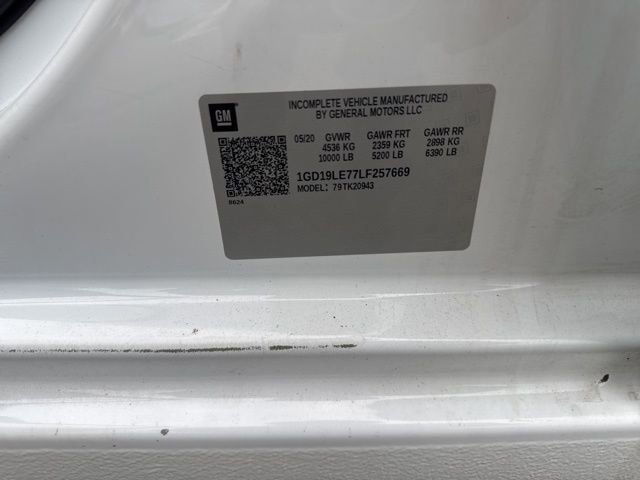 GM
INCOMPLETE VEHICLE MANUFACTURED
BY GENERAL MOTORS LLC
05/20 GVWR GAWR FRT GAWR RR
4536 KG 2359 KG 2898 KG
10000 LB 5200 LB 6390 LB
1GD19LE77LF257669
MODEL: 79TK20943
8624